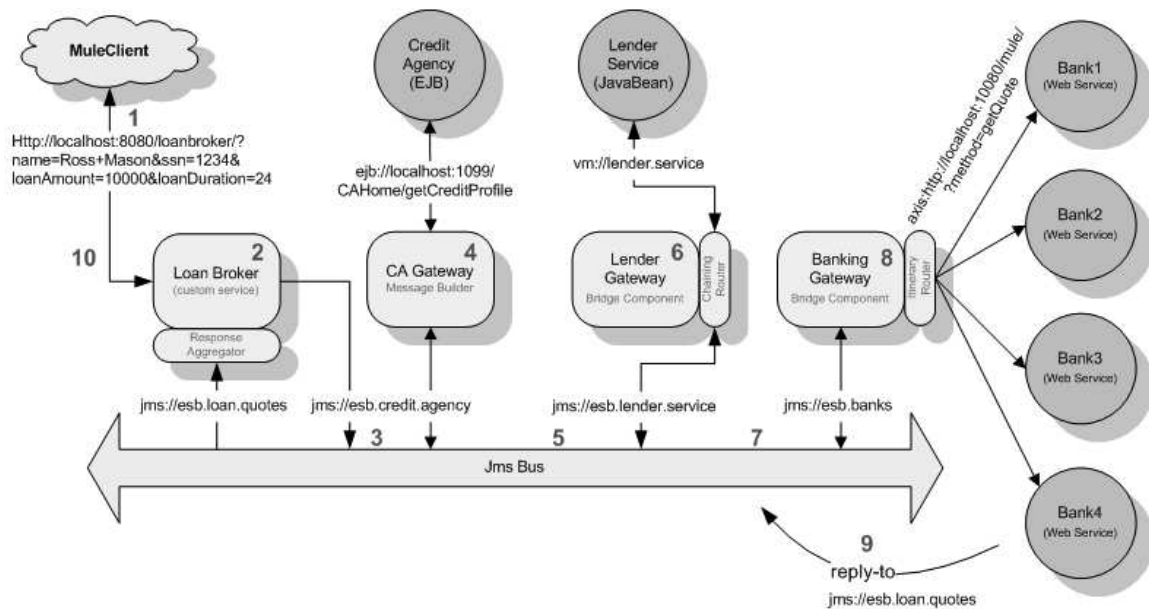 MuleClient
1
Http://localhost:8080/loanbroker/?
name=Ross+Mason&ssn=1234&
loanAmount=10000&loanDuration=24
10
2
Loan Broker
(custom service)
Response
Aggregator
jms://esb.loan.quotes
Credit
Agency
(EJB)
ejb://localhost:1099/
CAHome/getCreditProfile
4
CA Gateway
Message Builder
jms://esb.credit.agency
3
Lender
Service
(JavaBean)
vm://lender.service
Lender
Gateway
6
Bridge Component
Chaining
Router
jms://esb.lender.service
5
Banking
Gateway
8
Bridge Component
Itinerary
Router
jms://esb.banks
7
axis:http://localhost:10080/mule/
?method=getQuote
Bank1
(Web Service)
Bank2
(Web Service)
Bank3
(Web Service)
Bank4
(Web Service)
Jms Bus
9
reply-to
jms://esb.loan.quotes